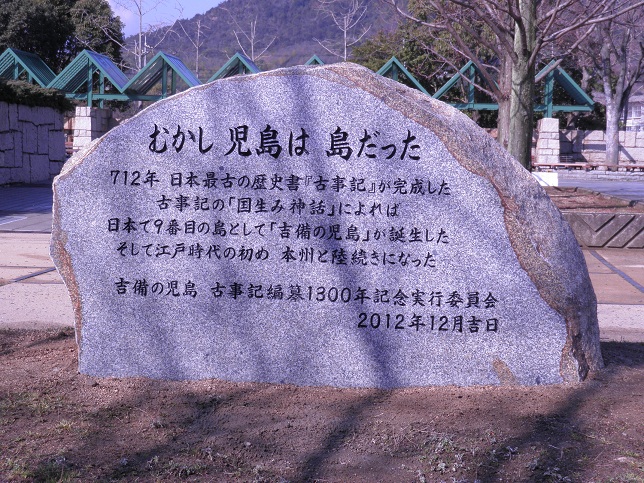 むかし 児島は 島だった
712年 日本最古の歴史書『古事記』が完成した
古事記の「国生み神話」によれば
日本で9番目の島として「吉備の児島」が誕生した
そして江戸時代の初め 本州と陸続きになった
吉備の児島 古事記編纂1300年記念実行委員会
2012年12月吉日